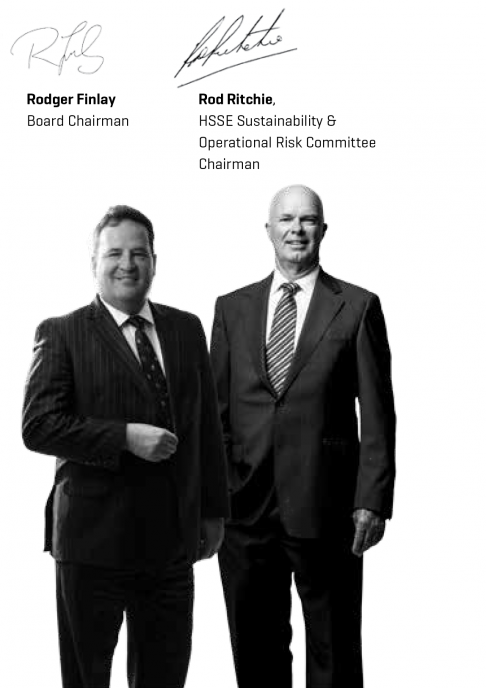 Rodger Finlay
Board Chairman
Rod Ritchie,
HSSE Sustainability &
Operational Risk Committee
Chairman